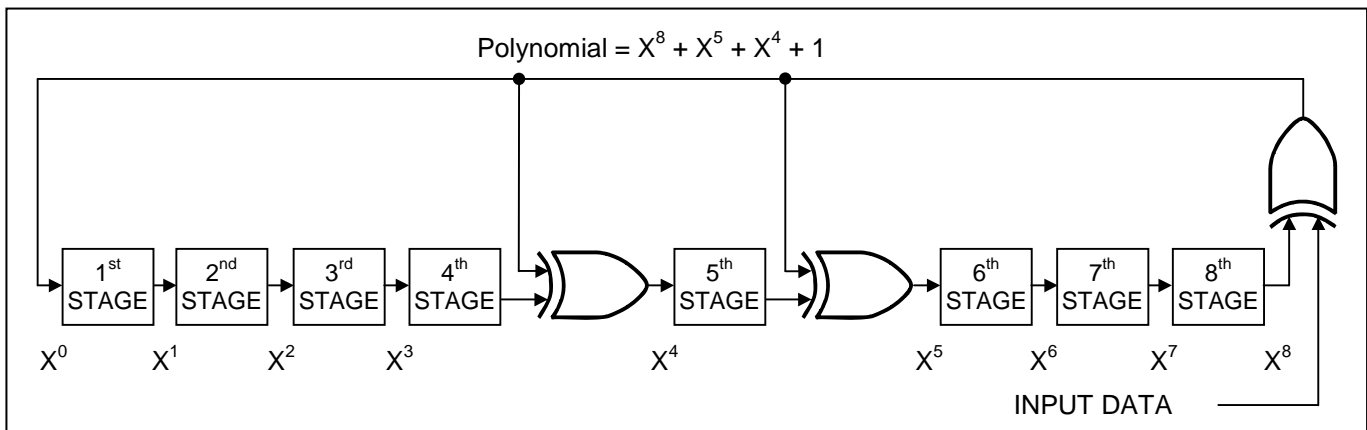 Polynomial = X⁸ + X⁵ + X⁴ + 1
1st STAGE
2nd STAGE
3rd STAGE
4th STAGE
5th STAGE
6th STAGE
7th STAGE
8th STAGE
X⁰ X¹ X² X³ X⁴ X⁵ X⁶ X⁷ X⁸
INPUT DATA